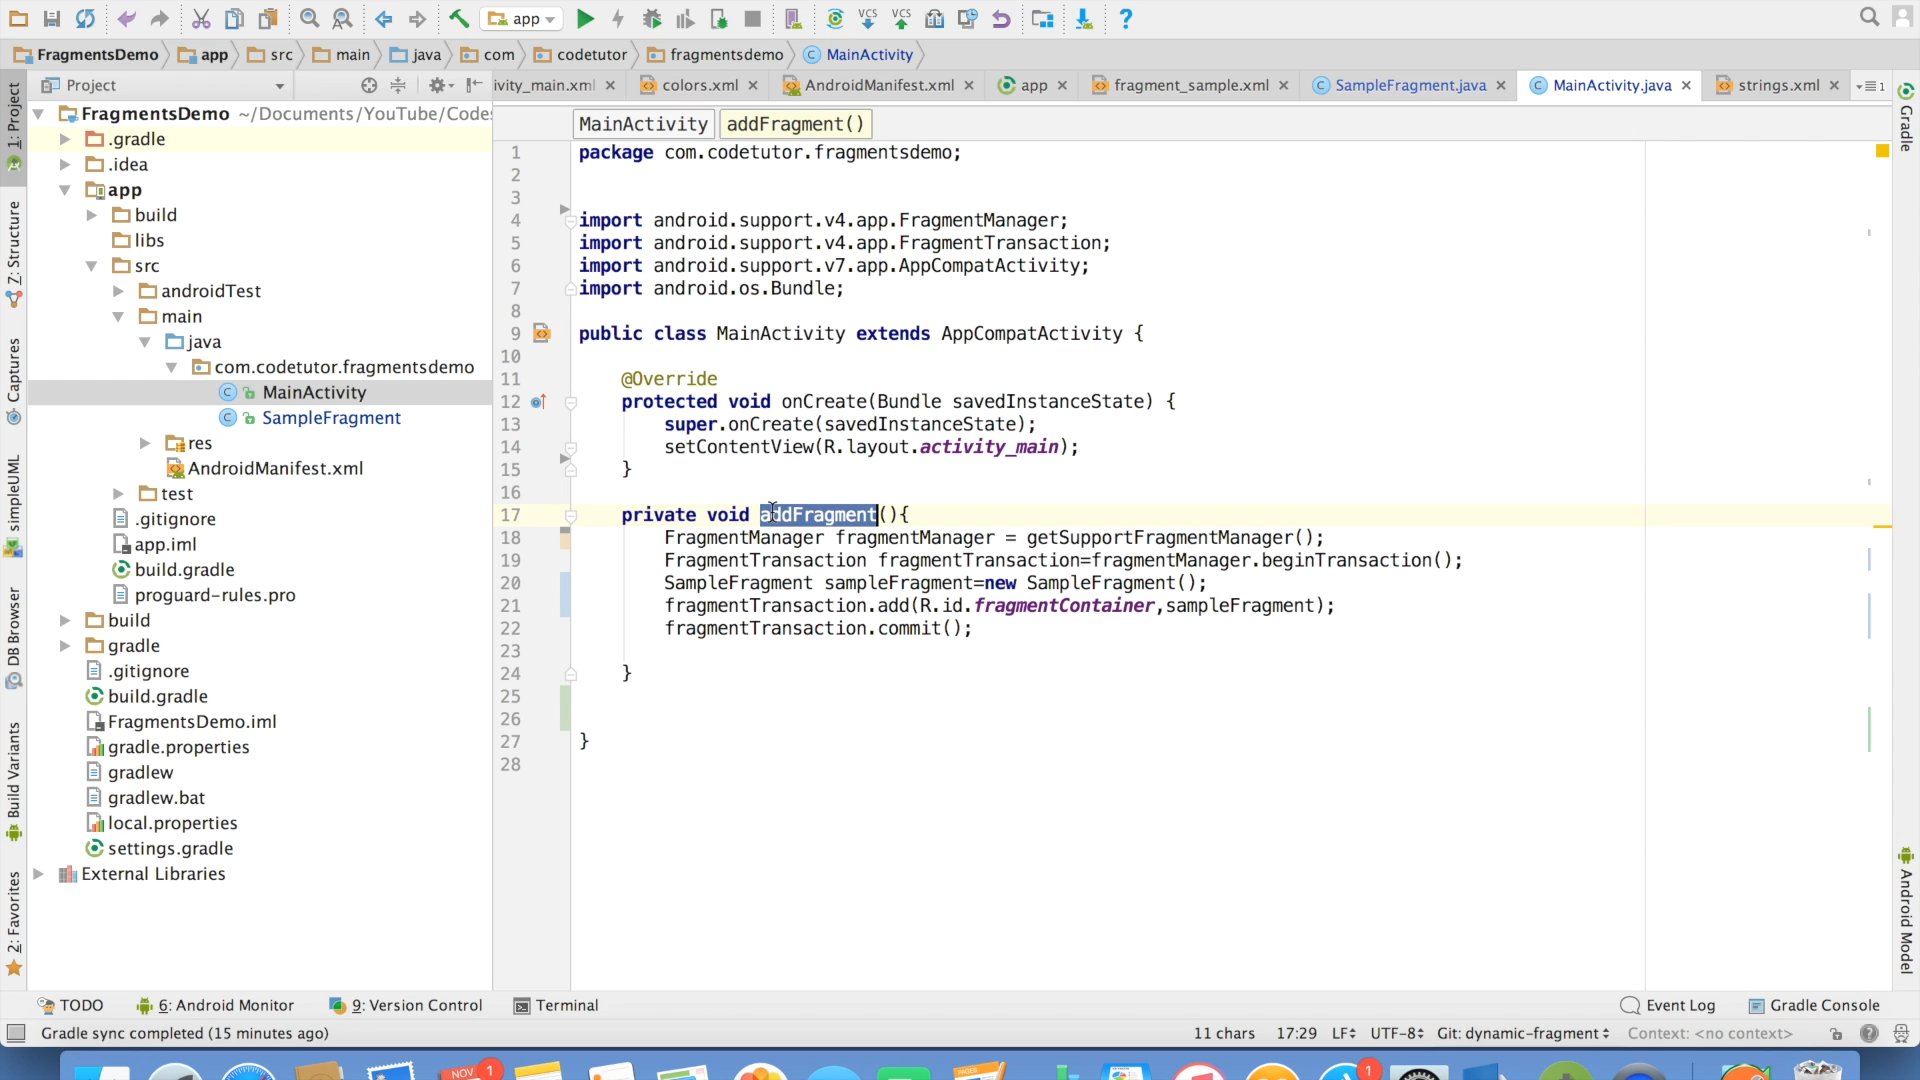 app
VCS
VCS
FragmentsDemo
app
src
main
java
com
codetutor
fragmentsdemo
MainActivity
Project
ivity_main.xml
colors.xml
AndroidManifest.xml
app
fragment_sample.xml
SampleFragment.java
MainActivity.java
strings.xml
1
MainActivity
addFragment()
1: Project
Z: Structure
Captures
simpleUML
DB Browser
Build Variants
2: Favorites
FragmentsDemo ~/Documents/YouTube/Code
.gradle
.idea
app
build
libs
src
androidTest
main
java
com.codetutor.fragmentsdemo
MainActivity
SampleFragment
res
AndroidManifest.xml
test
.gitignore
app.iml
build.gradle
proguard-rules.pro
build
gradle
.gitignore
build.gradle
FragmentsDemo.iml
gradle.properties
gradlew
gradlew.bat
local.properties
settings.gradle
External Libraries
1 package com.codetutor.fragmentsdemo;
2
3
4 import android.support.v4.app.FragmentManager;
5 import android.support.v4.app.FragmentTransaction;
6 import android.support.v7.app.AppCompatActivity;
7 import android.os.Bundle;
8
9 public class MainActivity extends AppCompatActivity {
10
11 @Override
12 protected void onCreate(Bundle savedInstanceState) {
13 super.onCreate(savedInstanceState);
14 setContentView(R.layout.activity_main);
15 }
16
17 private void addFragment(){
18 FragmentManager fragmentManager = getSupportFragmentManager();
19 FragmentTransaction fragmentTransaction=fragmentManager.beginTransaction();
20 SampleFragment sampleFragment=new SampleFragment();
21 fragmentTransaction.add(R.id.fragmentContainer,sampleFragment);
22 fragmentTransaction.commit();
23
24 }
25
26
27 }
28
Gradle
Android Model
TODO
6: Android Monitor
9: Version Control
Terminal
Event Log
Gradle Console
Gradle sync completed (15 minutes ago)
11 chars
17:29
LF
UTF-8
Git: dynamic-fragment
Context: <no context>
NOV
1
1